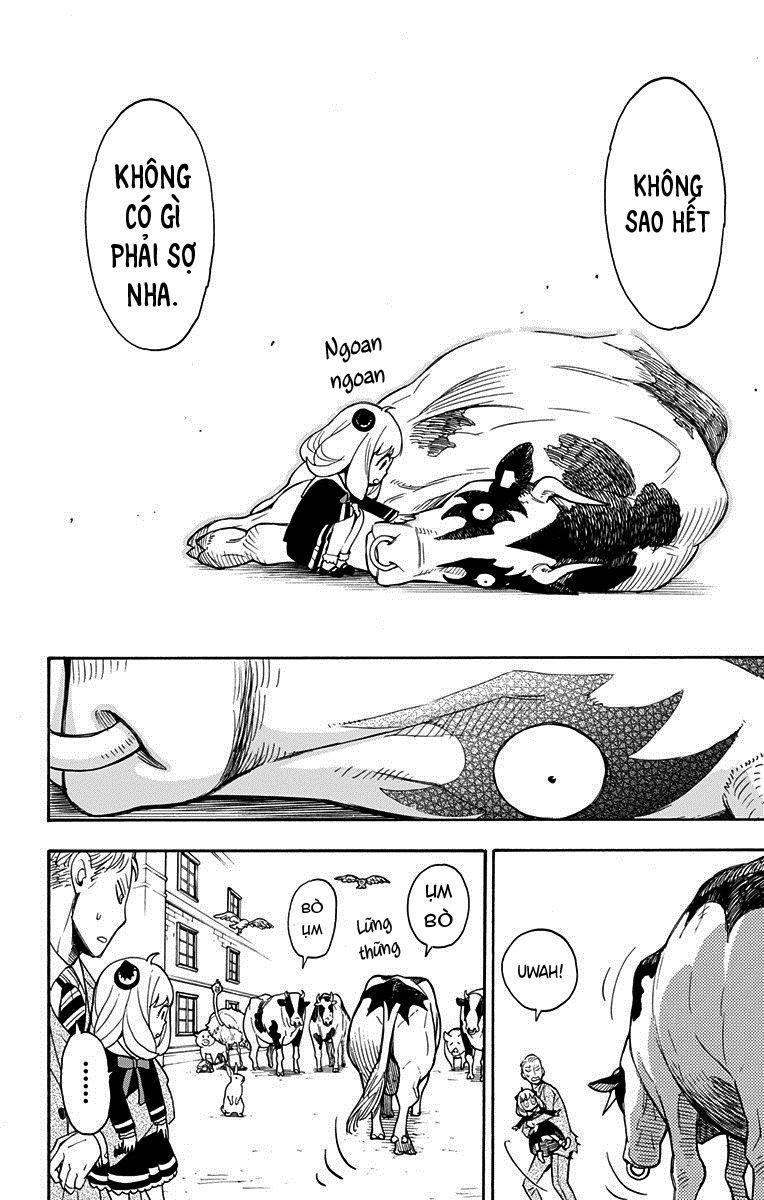 KHÔNG
SAO HẾT
KHÔNG
CÓ GÌ
PHẢI SỢ
NHA.
Ngoan
ngoan
UWAH!
ỤM
BÒ
Lững
thững
BÒ
ỤM
......